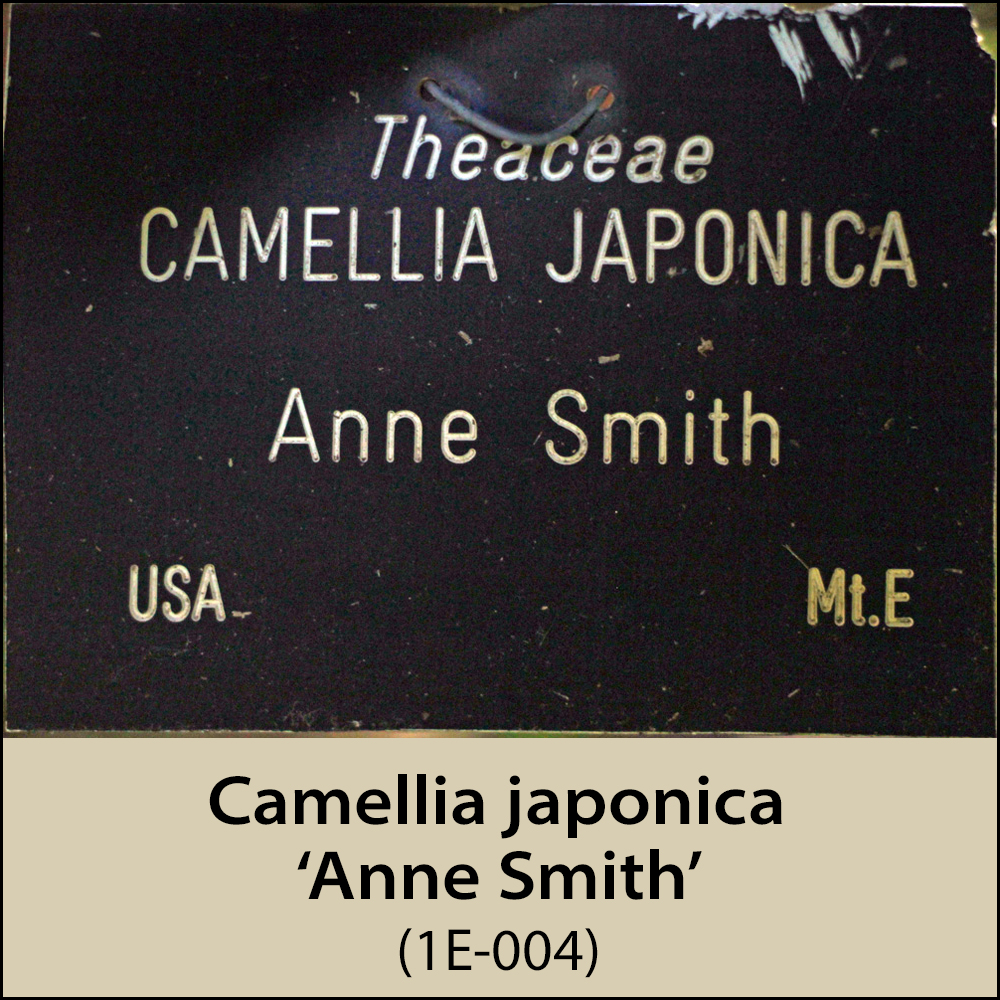 Theaceae
CAMELLIA JAPONICA
Anne Smith
USA
Mt.E
Camellia japonica
‘Anne Smith’
(1E-004)